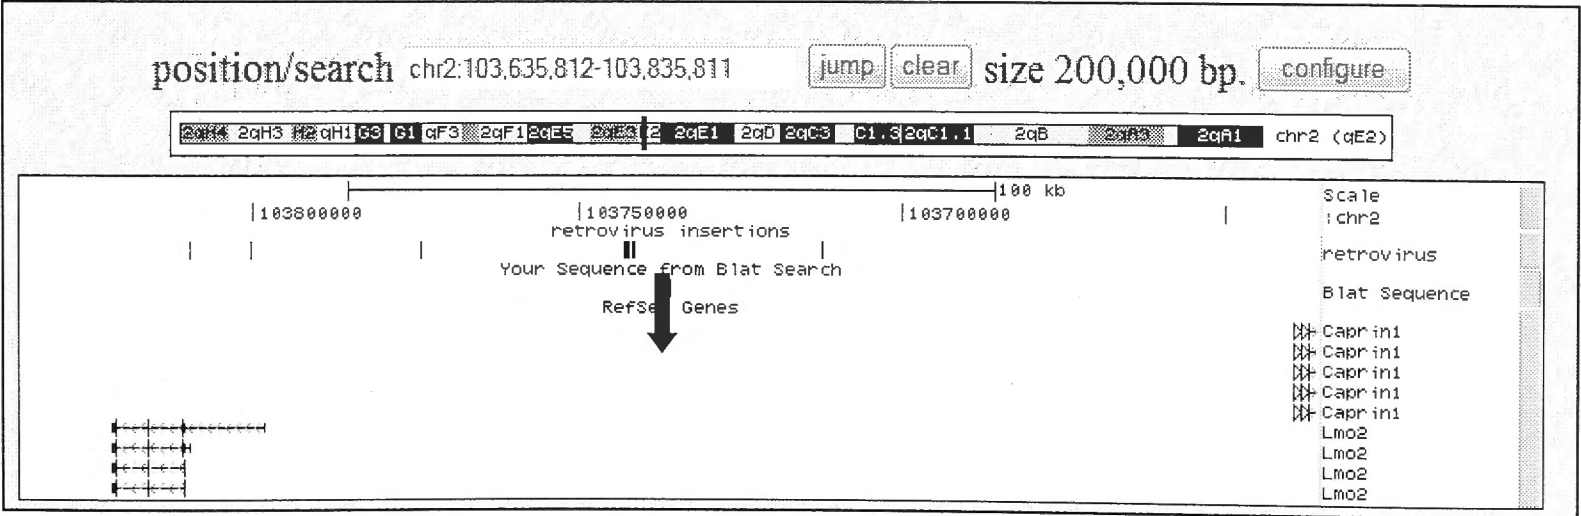 position/search chr2:103,635,812-103,835,811 jump clear size 200,000 bp. configure
2qH4 2qH3 H2 qH1 G3 G1 qF3 2qF1 2qE5 2qE3 2qE1 2qD 2qC3 C1.3 2qC1.1 2qB 2qA3 2qA1 chr2 (qE2)
100 kb Scale
|103800000 |103750000 |103700000 | :chr2
retrovirus insertions
retrovirus
Your Sequence from Blat Search
Blat Sequence
RefSe Genes
Caprin1
Caprin1
Caprin1
Caprin1
Caprin1
Lmo2
Lmo2
Lmo2
Lmo2